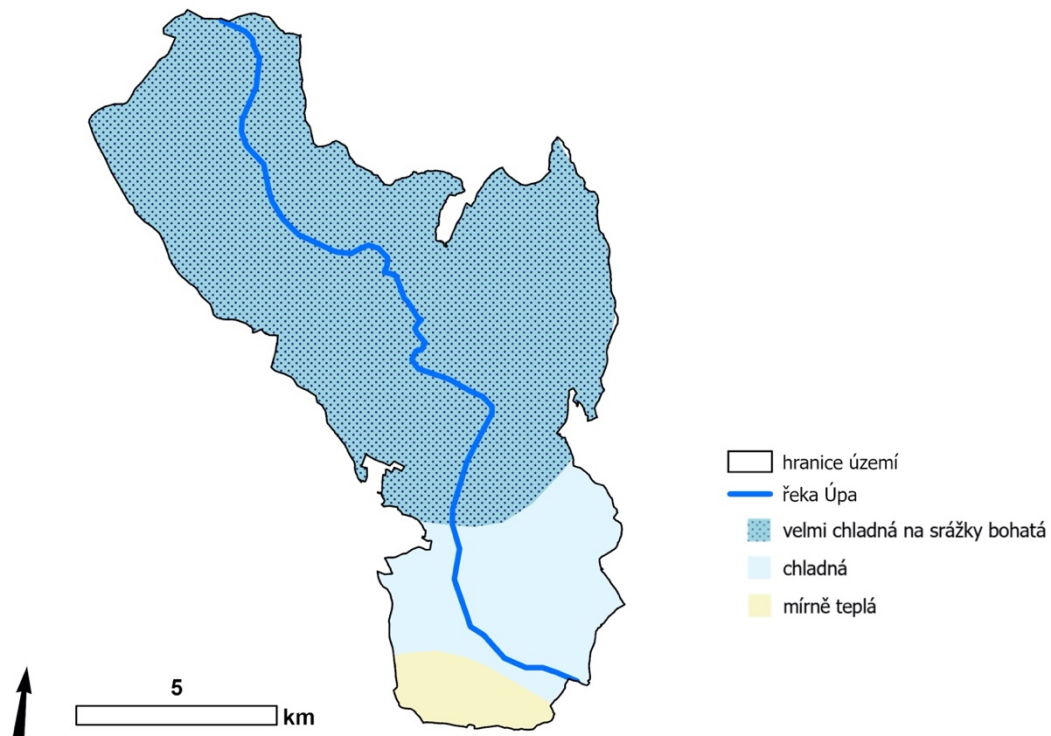 hranice území
řeka Úpa
velmi chladná na srážky bohatá
chladná
mírně teplá
5
km